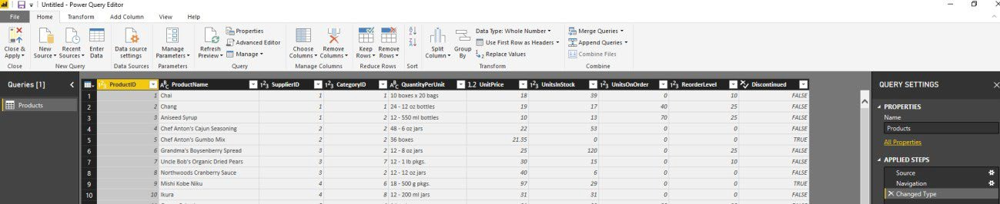 Untitled - Power Query Editor
File Home Transform Add Column View Help
Close & Apply New Source Recent Sources Enter Data Data source settings Manage Parameters Refresh Preview Properties Advanced Editor Manage Choose Columns Remove Columns Keep Rows Remove Rows Split Column Group By Data Type: Whole Number Use First Row as Headers Replace Values Merge Queries Append Queries Combine Files
Close New Query Data Sources Parameters Query Manage Columns Reduce Rows Sort Transform Combine
Queries [1]
Products
ProductID ProductName SupplierID CategoryID QuantityPerUnit 1.2 UnitPrice UnitsInStock UnitsOnOrder ReorderLevel Discontinued
1 1 Chai 1 1 10 boxes x 20 bags 18 39 0 10 FALSE
2 2 Chang 1 1 24 - 12 oz bottles 19 17 40 25 FALSE
3 3 Aniseed Syrup 1 2 12 - 550 ml bottles 10 13 70 25 FALSE
4 4 Chef Anton's Cajun Seasoning 2 2 48 - 6 oz jars 22 53 0 0 FALSE
5 5 Chef Anton's Gumbo Mix 2 2 36 boxes 21.35 0 0 0 TRUE
6 6 Grandma's Boysenberry Spread 3 2 12 - 8 oz jars 25 120 0 25 FALSE
7 7 Uncle Bob's Organic Dried Pears 3 7 12 - 1 lb pkgs. 30 15 0 10 FALSE
8 8 Northwoods Cranberry Sauce 3 2 12 - 12 oz jars 40 6 0 0 FALSE
9 9 Mishi Kobe Niku 4 6 18 - 500 g pkgs. 97 29 0 0 TRUE
10 10 Ikura 4 8 12 - 200 ml jars 31 31 0 0 FALSE
QUERY SETTINGS
PROPERTIES
Name
Products
All Properties
APPLIED STEPS
Source
Navigation
Changed Type